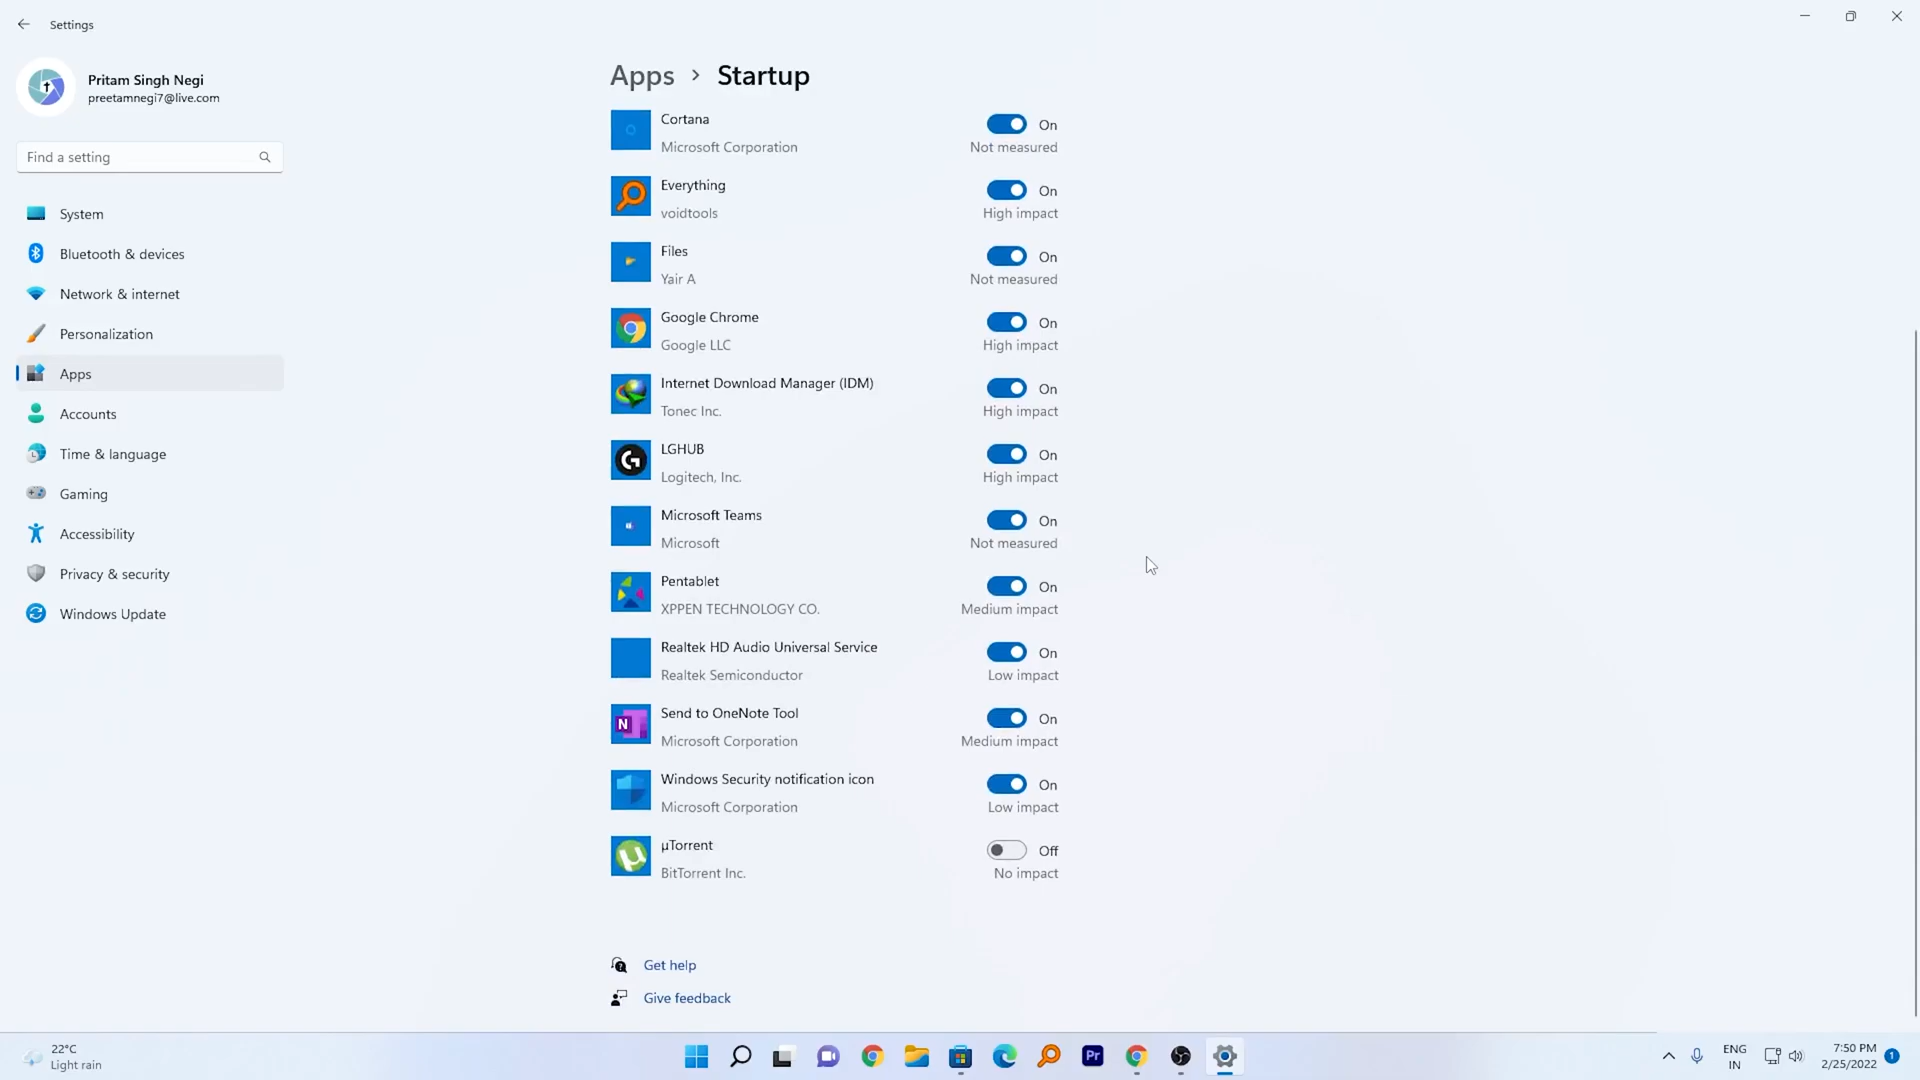 Settings
Pritam Singh Negi
preetamnegi7@live.com
Find a setting
System
Bluetooth & devices
Network & internet
Personalization
Apps
Accounts
Time & language
Gaming
Accessibility
Privacy & security
Windows Update
Apps > Startup
Cortana On
Microsoft Corporation Not measured
Everything On
voidtools High impact
Files On
Yair A Not measured
Google Chrome On
Google LLC High impact
Internet Download Manager (IDM) On
Tonec Inc. High impact
LGHUB On
Logitech, Inc. High impact
Microsoft Teams On
Microsoft Not measured
Pentablet On
XPPEN TECHNOLOGY CO. Medium impact
Realtek HD Audio Universal Service On
Realtek Semiconductor Low impact
Send to OneNote Tool On
Microsoft Corporation Medium impact
Windows Security notification icon On
Microsoft Corporation Low impact
µTorrent Off
BitTorrent Inc. No impact
Get help
Give feedback
22°C
Light rain
Pr
ENG
IN
7:50 PM
2/25/2022
1